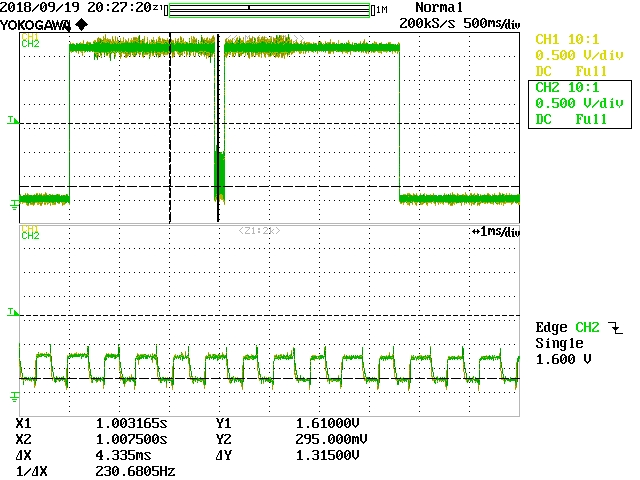 2018/09/19 20:27:20 Z1 1M Normal
YOKOGAWA 200kS/s 500ms/div
CH1
CH2
CH1 10:1
0.500 V/div
DC Full
CH2 10:1
0.500 V/div
DC Full
T
CH1
CH2
<Z1:2k>
1ms/div
T
Edge CH2
Single
1.600 V
X1 1.003165s Y1 1.61000V
X2 1.007500s Y2 295.000mV
ΔX 4.335ms ΔY 1.31500V
1/ΔX 230.6805Hz